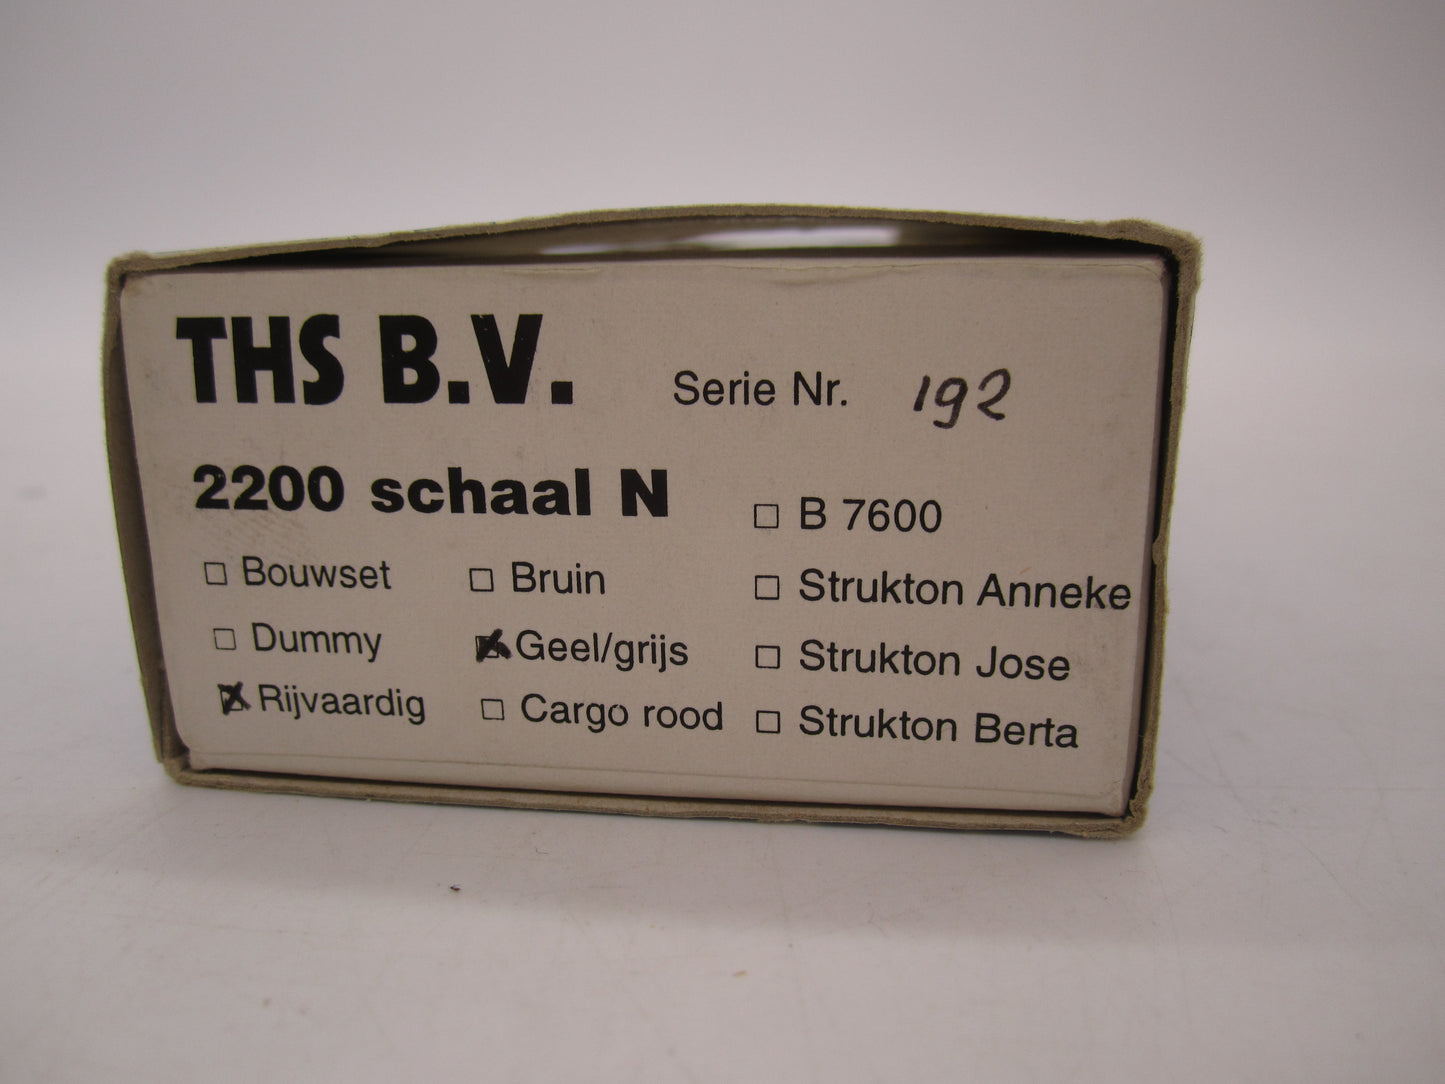 THS B.V. Serie Nr. 192
2200 schaal N
☐ Bouwset
☐ Dummy
☒ Rijvaardig
☐ Bruin
☒ Geel/grijs
☐ Cargo rood
☐ B 7600
☐ Strukton Anneke
☐ Strukton Jose
☐ Strukton Berta